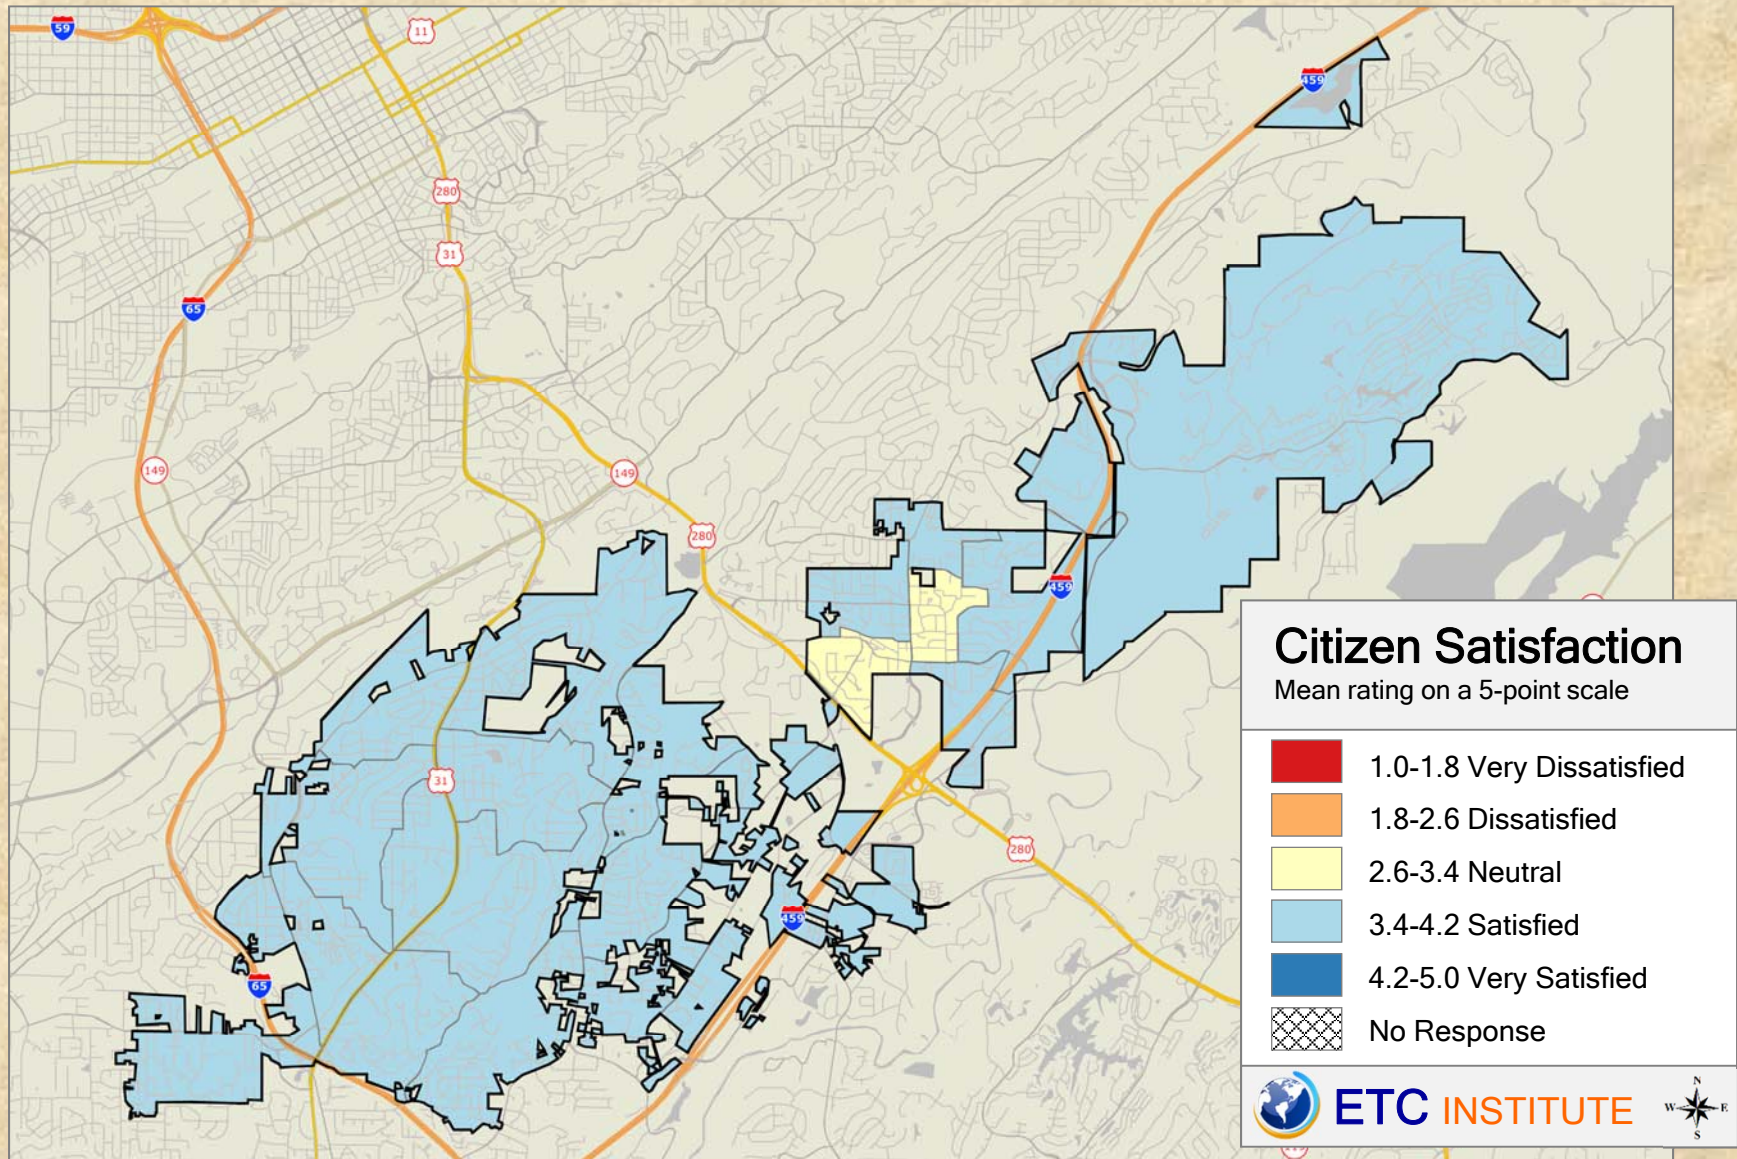 59
11
459
280
31
65
149
149
280
459
31
280
459
65
Citizen Satisfaction
Mean rating on a 5-point scale
1.0-1.8 Very Dissatisfied
1.8-2.6 Dissatisfied
2.6-3.4 Neutral
3.4-4.2 Satisfied
4.2-5.0 Very Satisfied
No Response
ETC INSTITUTE
N
W E
S